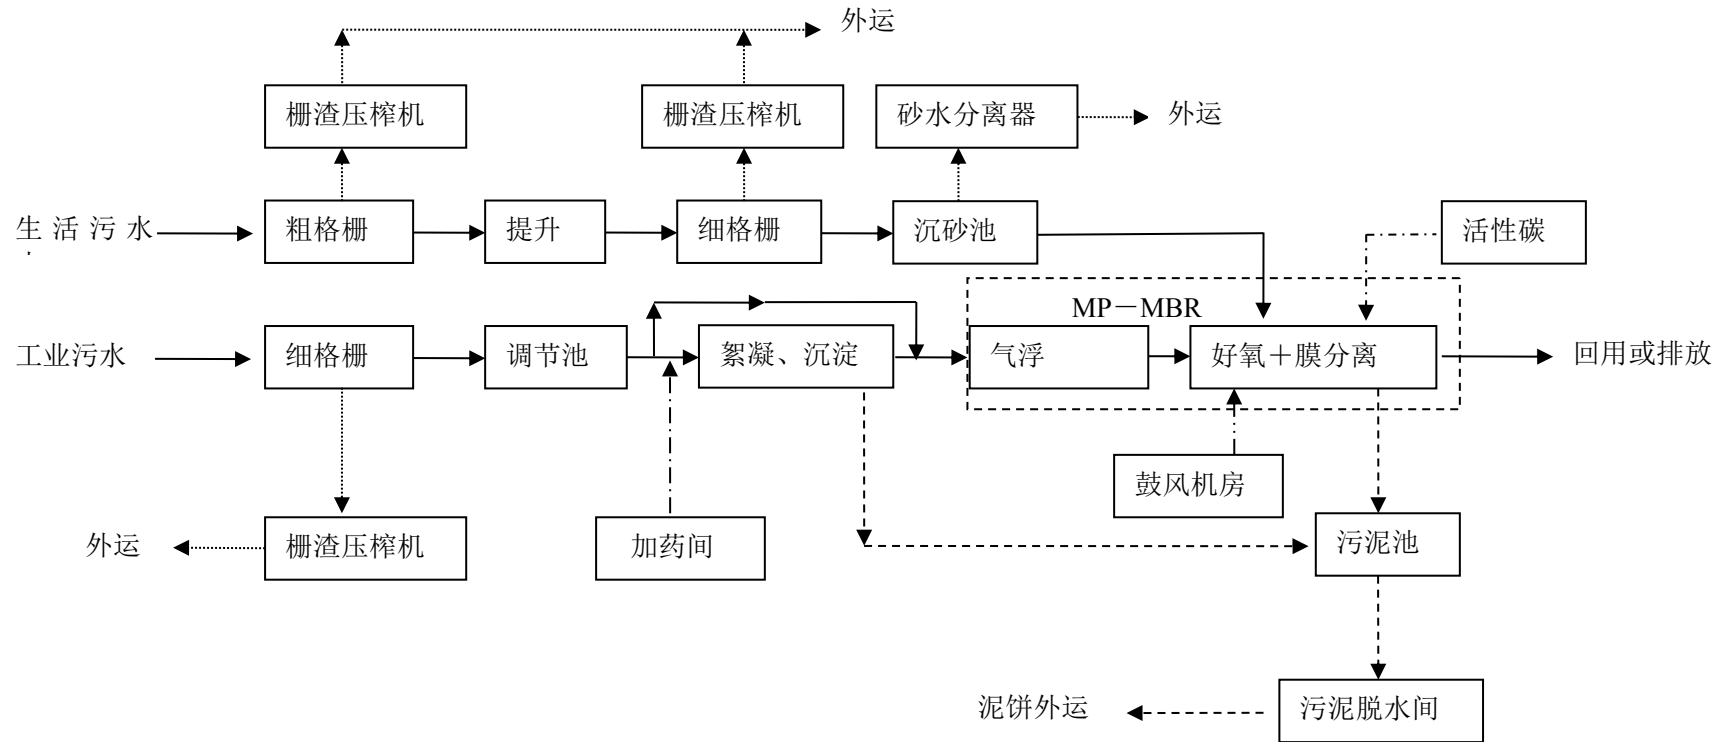 外运
栅渣压榨机
栅渣压榨机
砂水分离器
外运
生活污水
粗格栅
提升
细格栅
沉砂池
活性碳
MP－MBR
工业污水
细格栅
调节池
絮凝、沉淀
气浮
好氧＋膜分离
回用或排放
鼓风机房
外运
栅渣压榨机
加药间
污泥池
泥饼外运
污泥脱水间